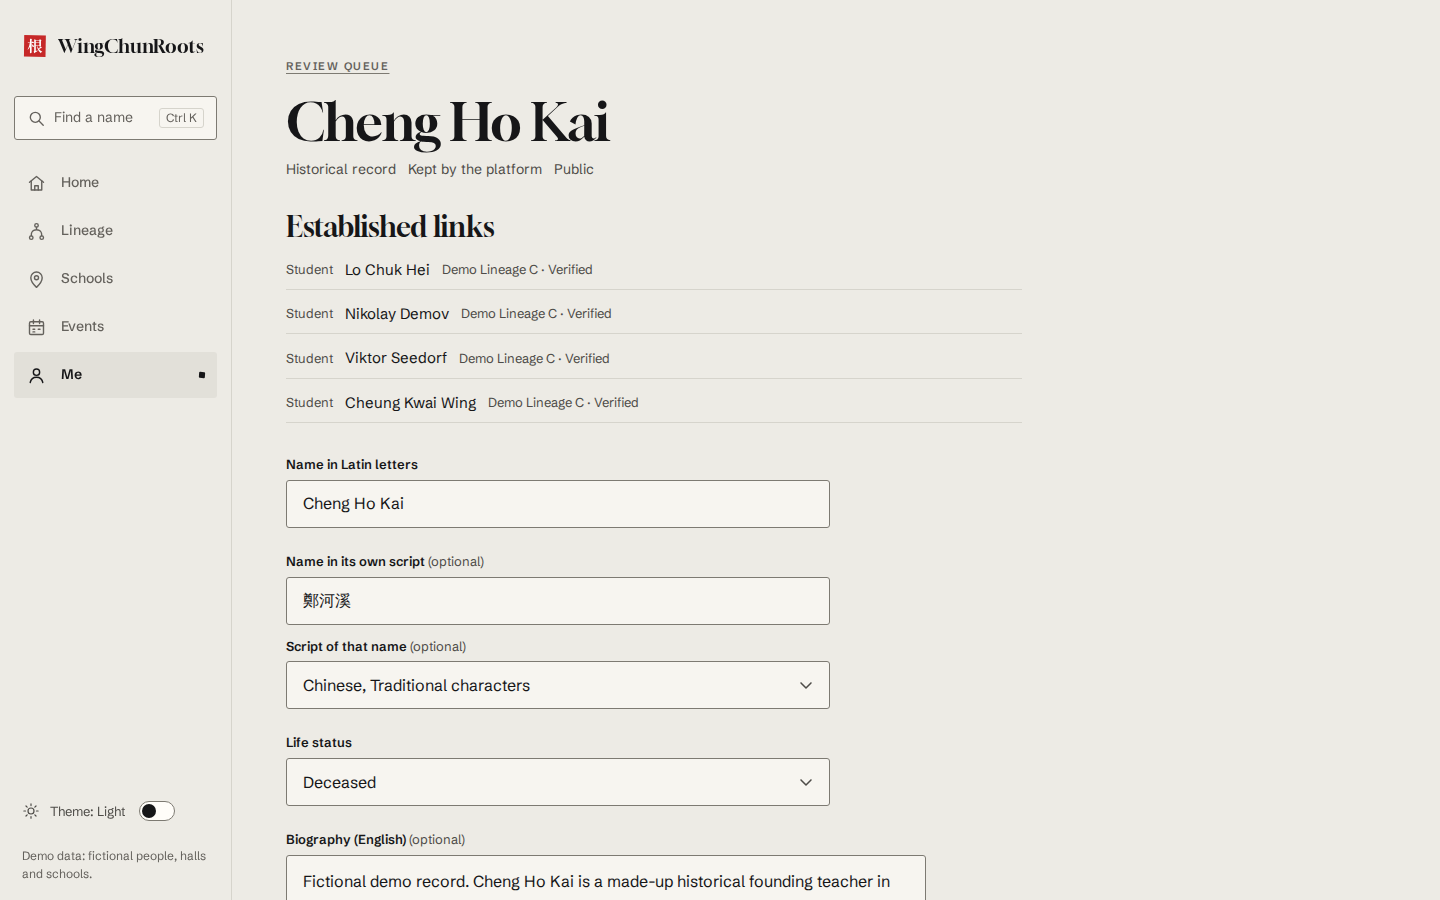 根 WingChunRoots
Find a name Ctrl K
Home
Lineage
Schools
Events
Me
Theme: Light
Demo data: fictional people, halls
and schools.
REVIEW QUEUE
Cheng Ho Kai
Historical record Kept by the platform Public
Established links
Student Lo Chuk Hei Demo Lineage C · Verified
Student Nikolay Demov Demo Lineage C · Verified
Student Viktor Seedorf Demo Lineage C · Verified
Student Cheung Kwai Wing Demo Lineage C · Verified
Name in Latin letters
Cheng Ho Kai
Name in its own script (optional)
鄭河溪
Script of that name (optional)
Chinese, Traditional characters
Life status
Deceased
Biography (English) (optional)
Fictional demo record. Cheng Ho Kai is a made-up historical founding teacher in